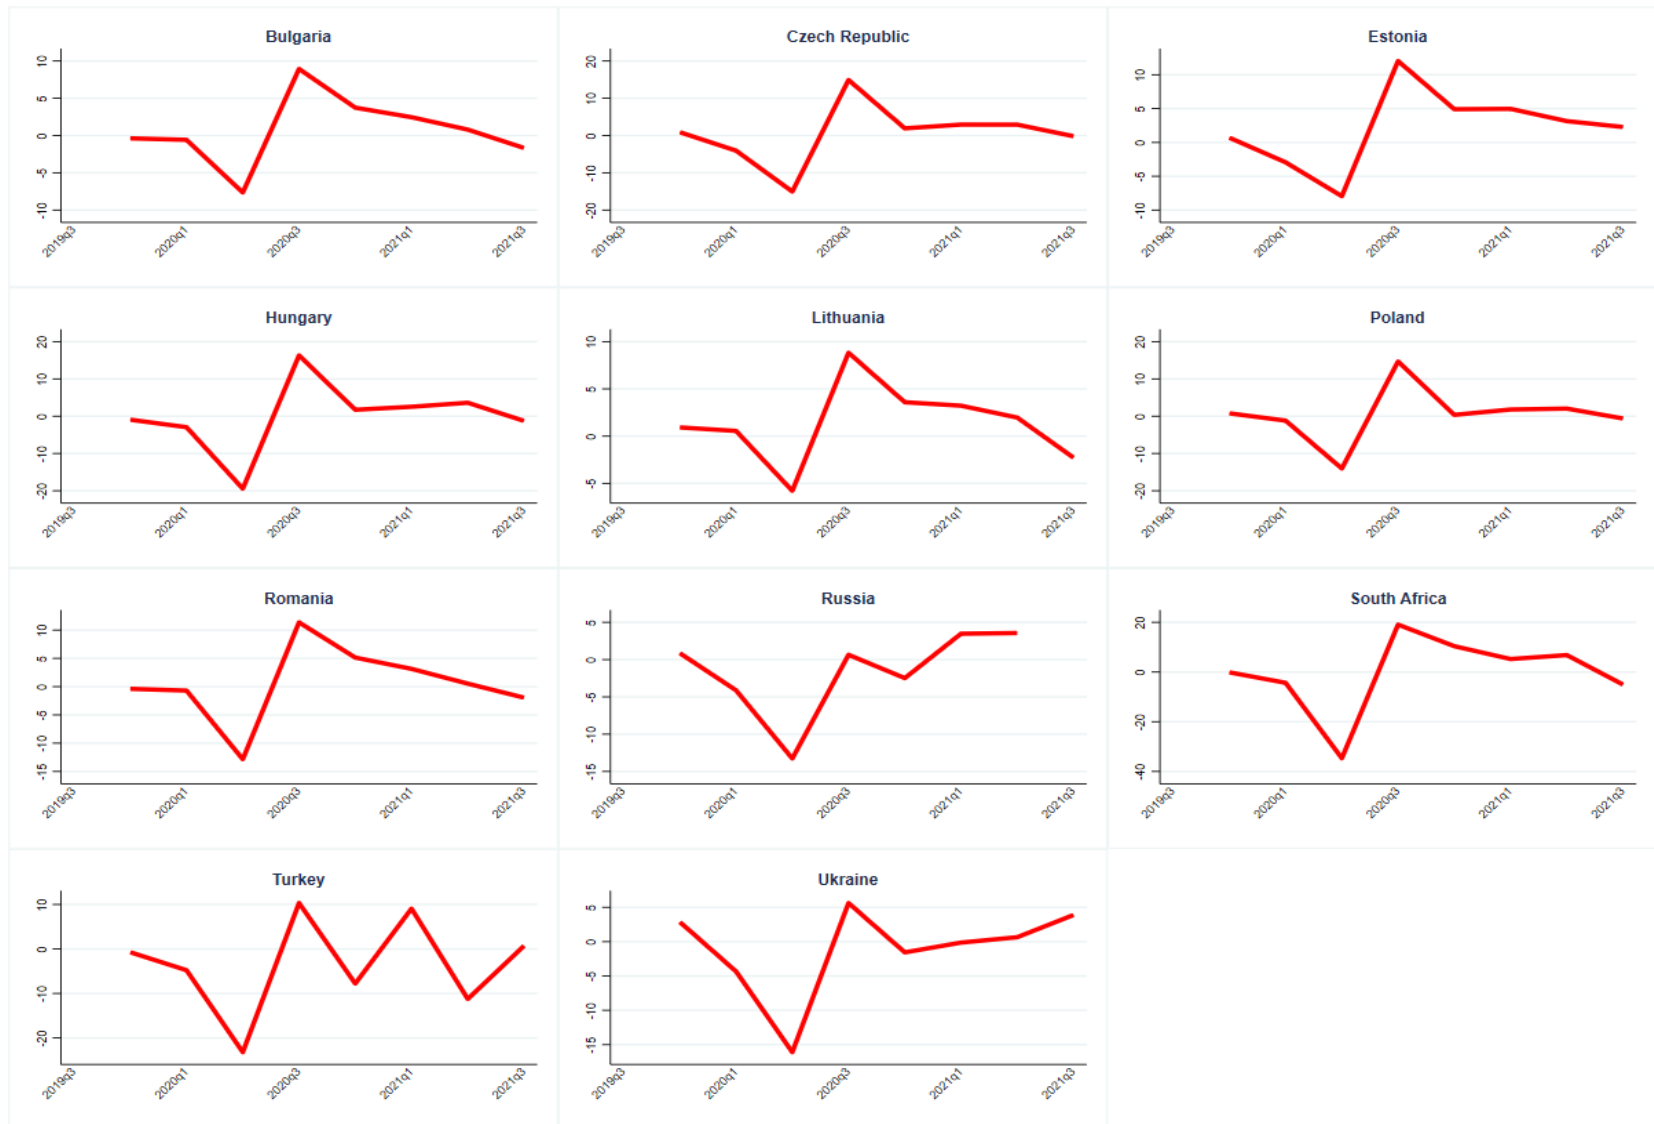 Bulgaria
10
5
0
-5
-10
2019q3
2020q1
2020q3
2021q1
2021q3
Czech Republic
20
10
0
-10
-20
2019q3
2020q1
2020q3
2021q1
2021q3
Estonia
10
5
0
-5
-10
2019q3
2020q1
2020q3
2021q1
2021q3
Hungary
20
10
0
-10
-20
2019q3
2020q1
2020q3
2021q1
2021q3
Lithuania
10
5
0
-5
2019q3
2020q1
2020q3
2021q1
2021q3
Poland
20
10
0
-10
-20
2019q3
2020q1
2020q3
2021q1
2021q3
Romania
10
5
0
-5
-10
-15
2019q3
2020q1
2020q3
2021q1
2021q3
Russia
5
0
-5
-10
-15
2019q3
2020q1
2020q3
2021q1
2021q3
South Africa
20
0
-20
-40
2019q3
2020q1
2020q3
2021q1
2021q3
Turkey
10
0
-10
-20
2019q3
2020q1
2020q3
2021q1
2021q3
Ukraine
5
0
-5
-10
-15
2019q3
2020q1
2020q3
2021q1
2021q3